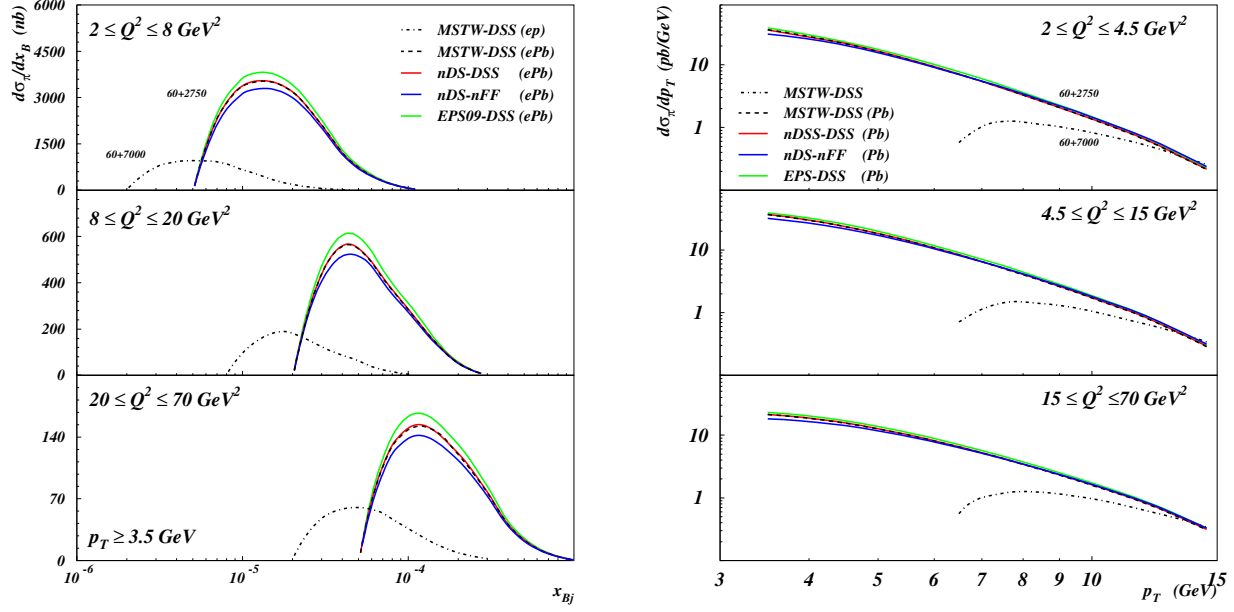 dσπ/dxB (nb)
6000
4500
3000
1500
0
2 ≤ Q² ≤ 8 GeV²
MSTW-DSS (ep)
MSTW-DSS (ePb)
nDS-DSS (ePb)
nDS-nFF (ePb)
EPS09-DSS (ePb)
60+2750
60+7000
600
400
200
0
8 ≤ Q² ≤ 20 GeV²
140
70
0
20 ≤ Q² ≤ 70 GeV²
pT ≥ 3.5 GeV
10⁻⁶ 10⁻⁵ 10⁻⁴
xBj
dσπ/dpT (pb/GeV)
10
1
2 ≤ Q² ≤ 4.5 GeV²
MSTW-DSS
MSTW-DSS (Pb)
nDSS-DSS (Pb)
nDS-nFF (Pb)
EPS-DSS (Pb)
60+2750
60+7000
10
1
4.5 ≤ Q² ≤ 15 GeV²
10
1
15 ≤ Q² ≤70 GeV²
3 4 5 6 7 8 9 10 15
pT (GeV)